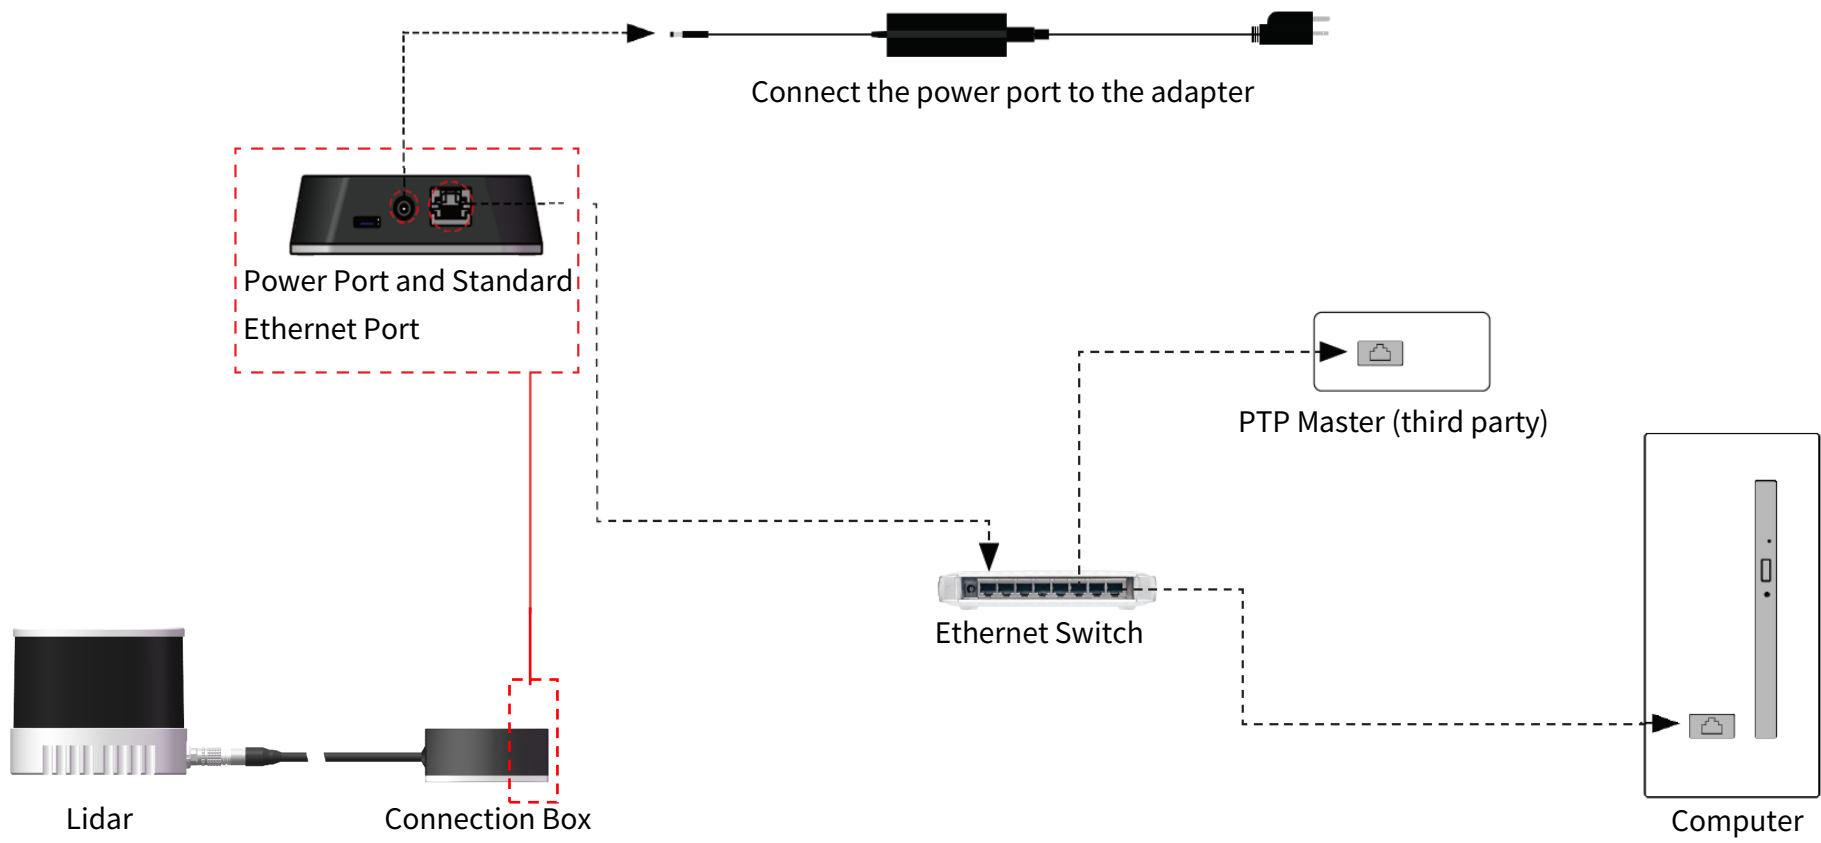 Connect the power port to the adapter
Power Port and Standard
Ethernet Port
PTP Master (third party)
Ethernet Switch
Lidar
Connection Box
Computer